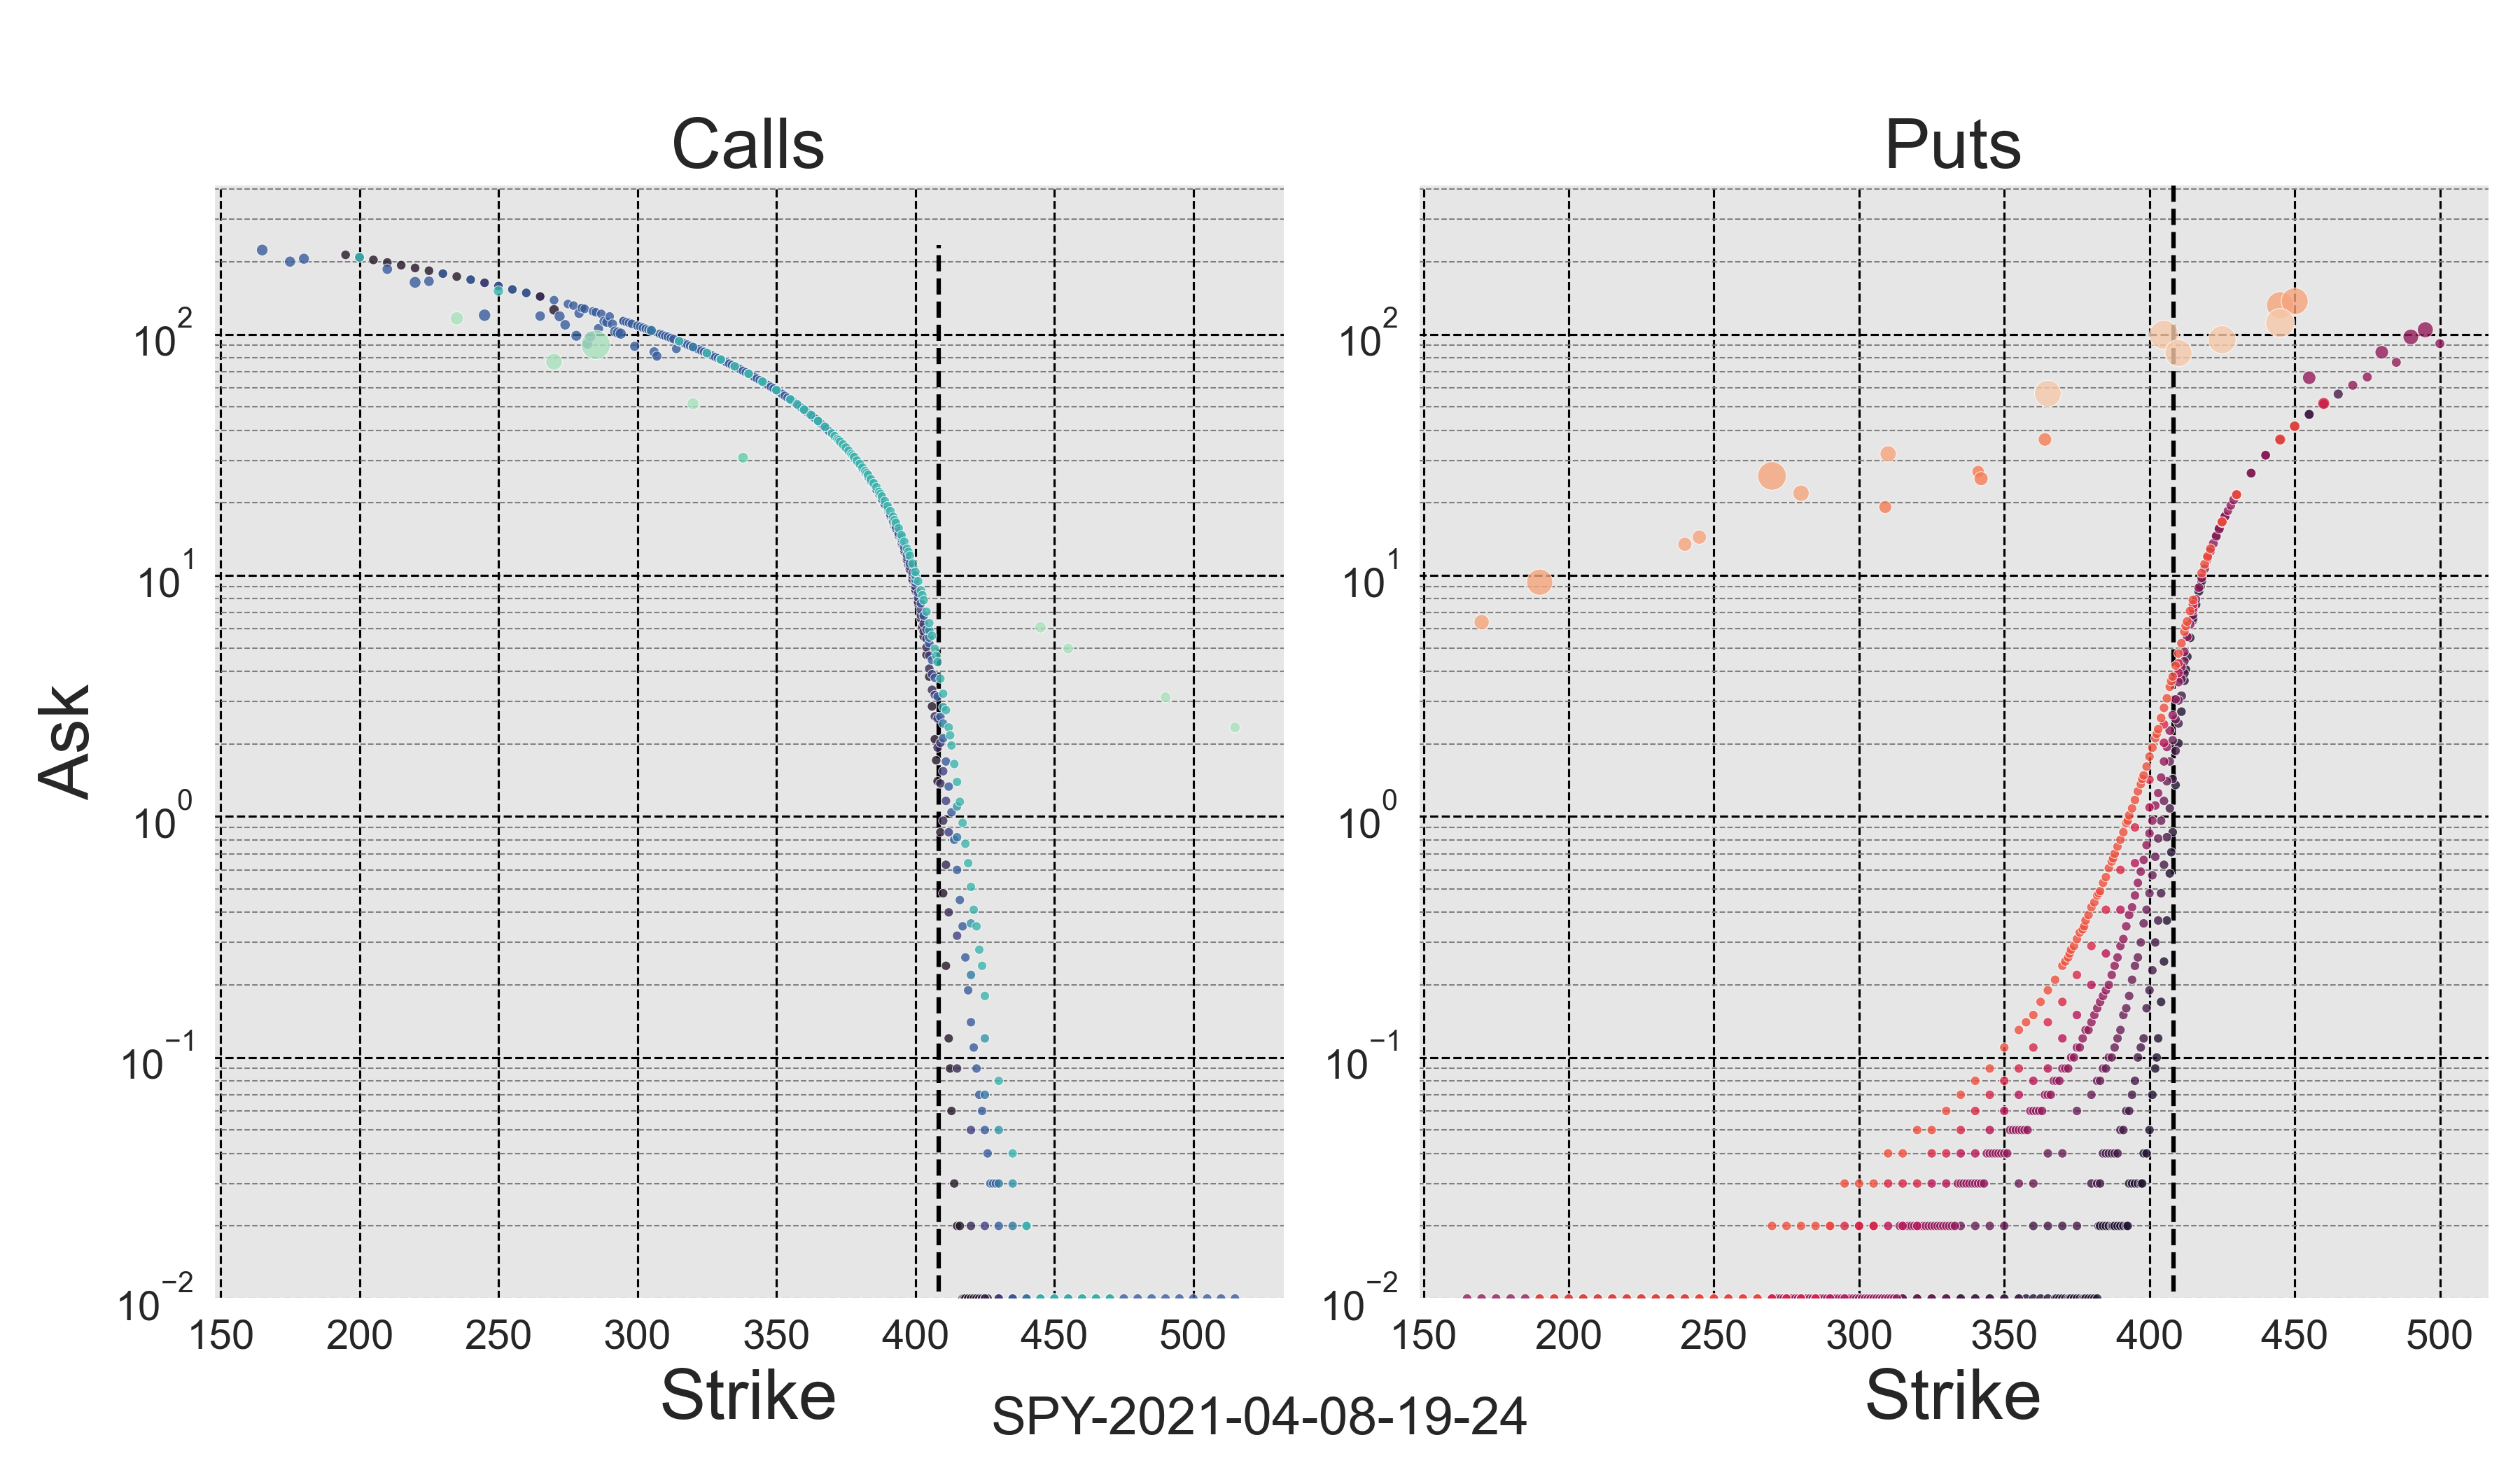 Calls Puts
Ask
10^2 10^2
10^1 10^1
10^0 10^0
10^−1 10^−1
10^−2 10^−2
150 200 250 300 350 400 450 500 150 200 250 300 350 400 450 500
Strike Strike
SPY-2021-04-08-19-24